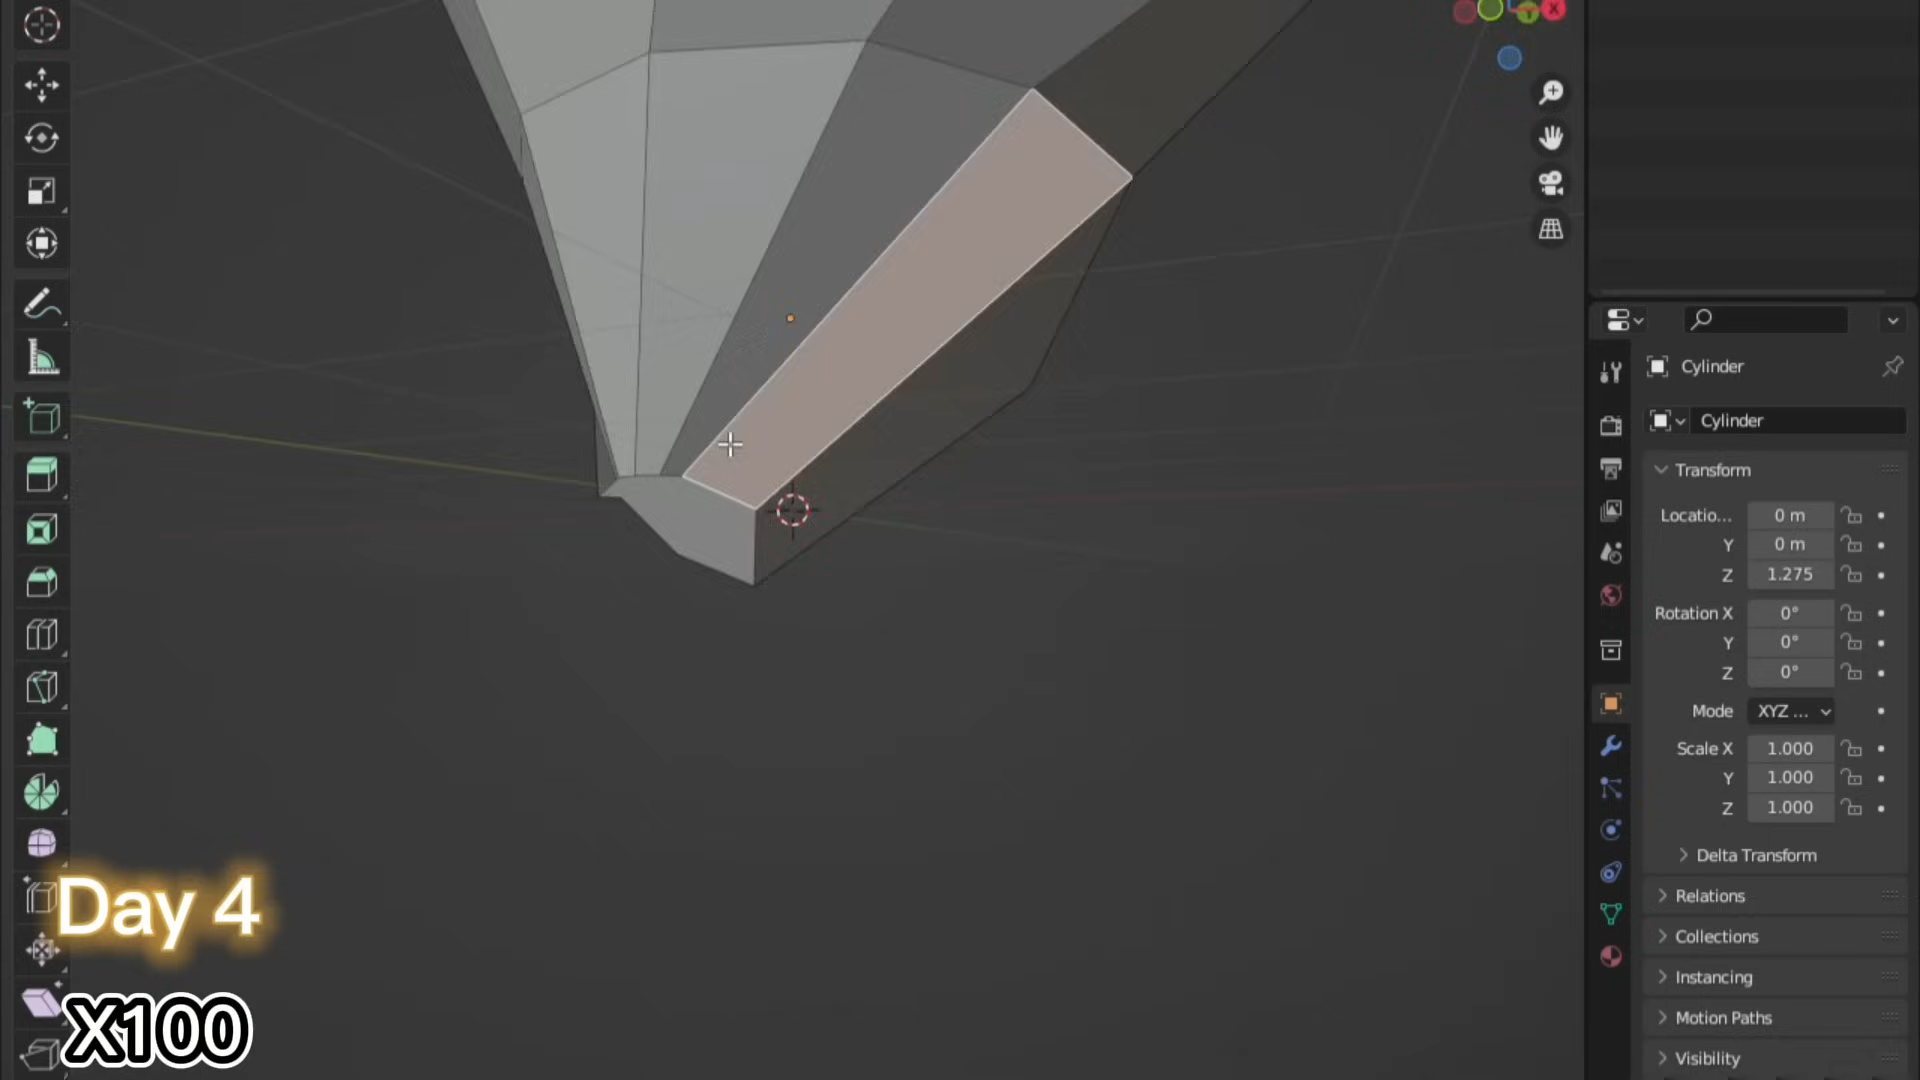 X
Y
Cylinder
Cylinder
Transform
Locatio... 0 m
Y 0 m
Z 1.275
Rotation X 0°
Y 0°
Z 0°
Mode XYZ ...
Scale X 1.000
Y 1.000
Z 1.000
Delta Transform
Relations
Collections
Instancing
Motion Paths
Visibility
Day 4
X100